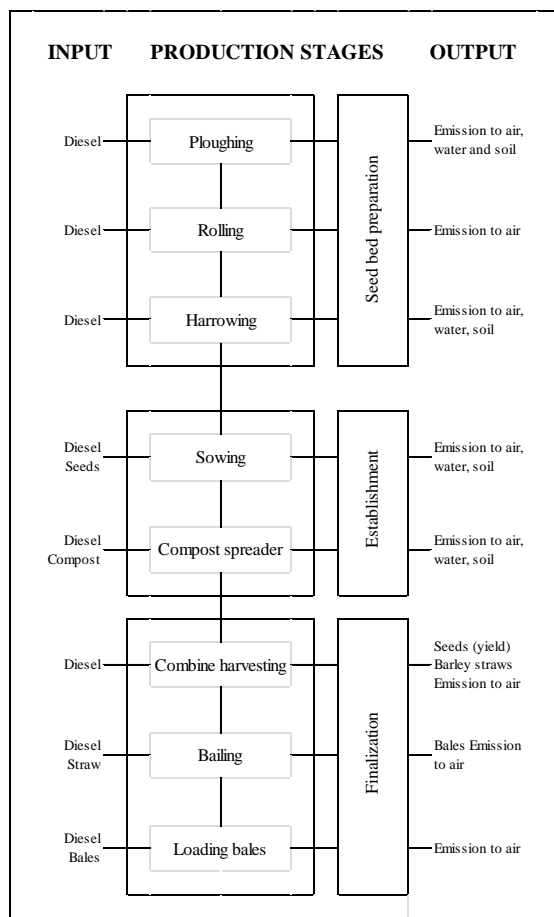 INPUT PRODUCTION STAGES OUTPUT
Diesel
Ploughing
Emission to air,
water and soil
Diesel
Rolling
Emission to air
Diesel
Harrowing
Emission to air,
water, soil
Seed bed preparation
Diesel
Seeds
Sowing
Emission to air,
water, soil
Diesel
Compost
Compost spreader
Emission to air,
water, soil
Establishment
Diesel
Combine harvesting
Seeds (yield)
Barley straws
Emission to air
Diesel
Straw
Bailing
Bales Emission
to air
Diesel
Bales
Loading bales
Emission to air
Finalization